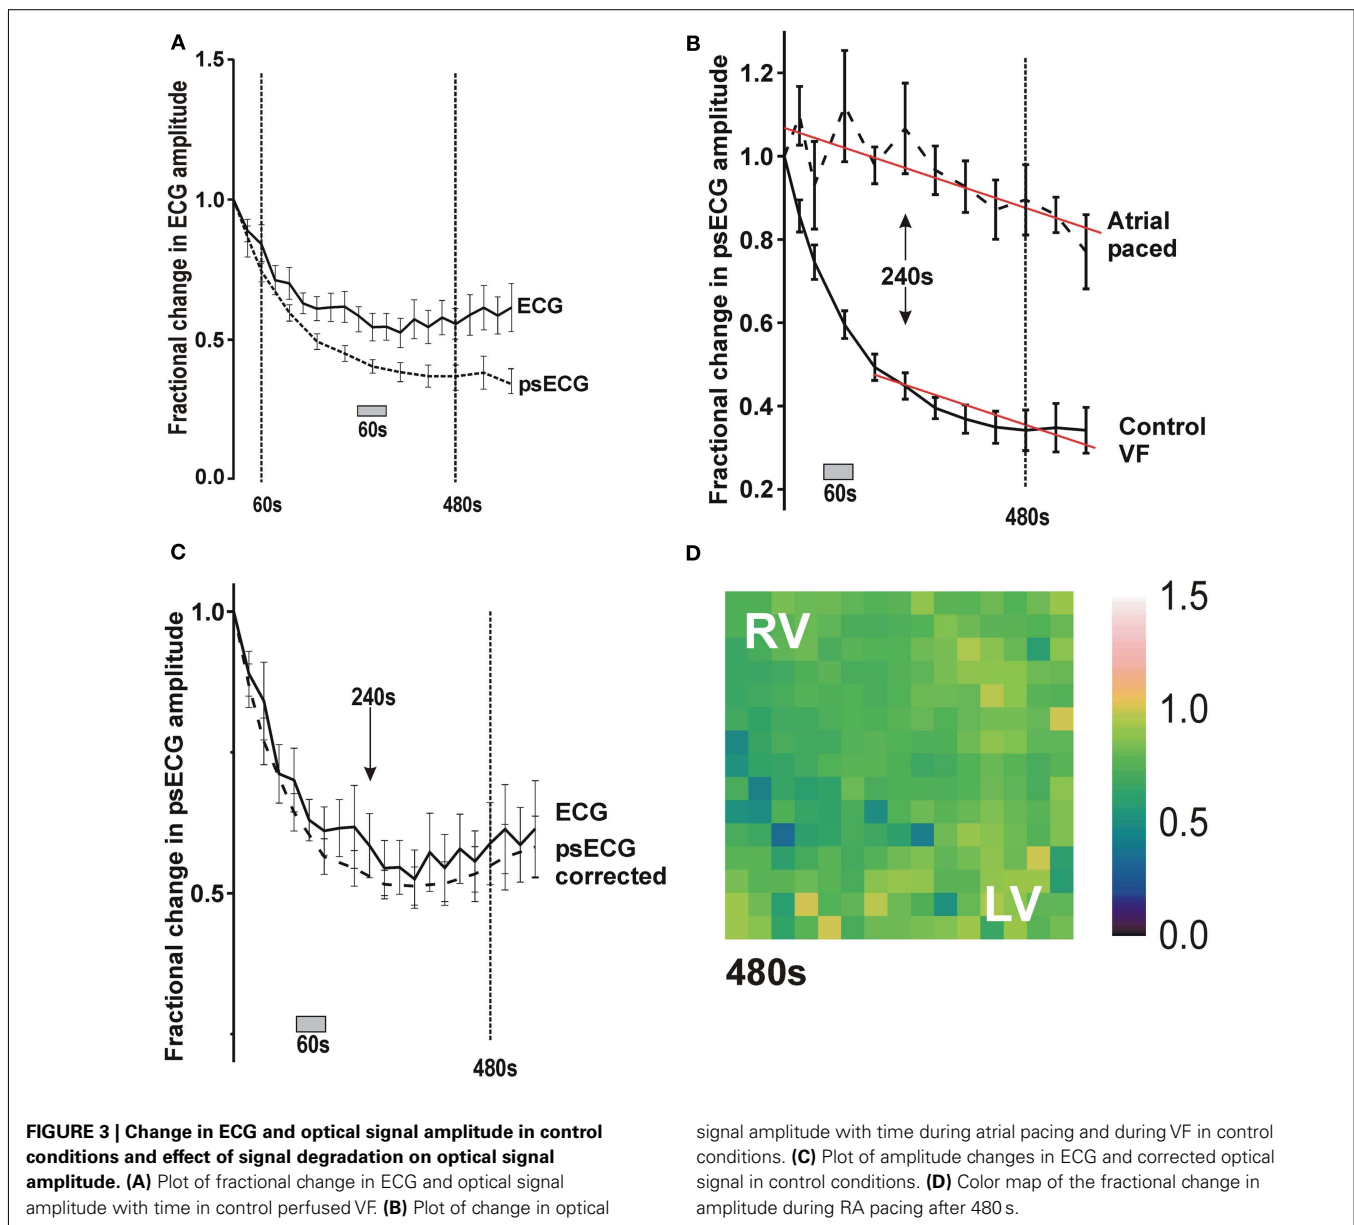 A
Fractional change in ECG amplitude
1.5
1.0
0.5
0.0
ECG
psECG
60s
60s
480s
B
Fractional change in psECG amplitude
1.2
1.0
0.8
0.6
0.4
0.2
Atrial
paced
240s
Control
VF
60s
480s
C
Fractional change in psECG amplitude
1.0
0.5
240s
ECG
psECG
corrected
60s
480s
D
RV
LV
480s
1.5
1.0
0.5
0.0
FIGURE 3 | Change in ECG and optical signal amplitude in control
conditions and effect of signal degradation on optical signal
amplitude. (A) Plot of fractional change in ECG and optical signal
amplitude with time in control perfused VF. (B) Plot of change in optical
signal amplitude with time during atrial pacing and during VF in control
conditions. (C) Plot of amplitude changes in ECG and corrected optical
signal in control conditions. (D) Color map of the fractional change in
amplitude during RA pacing after 480 s.